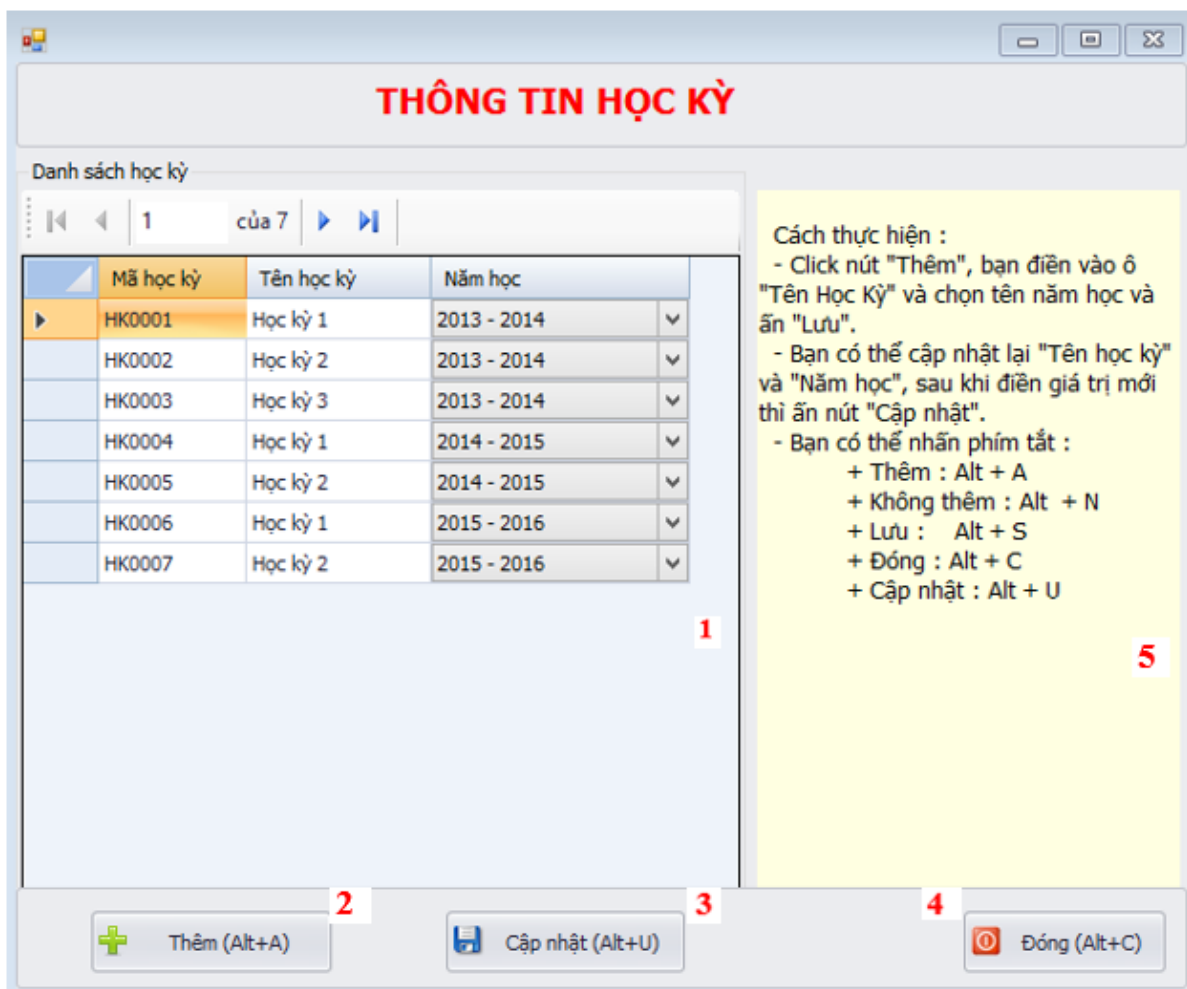 THÔNG TIN HỌC KỲ
Danh sách học kỳ
1 của 7
Mã học kỳ Tên học kỳ Năm học
HK0001 Học kỳ 1 2013 - 2014
HK0002 Học kỳ 2 2013 - 2014
HK0003 Học kỳ 3 2013 - 2014
HK0004 Học kỳ 1 2014 - 2015
HK0005 Học kỳ 2 2014 - 2015
HK0006 Học kỳ 1 2015 - 2016
HK0007 Học kỳ 2 2015 - 2016
1
Cách thực hiện :
- Click nút "Thêm", bạn điền vào ô
"Tên Học Kỳ" và chọn tên năm học và
ấn "Lưu".
- Bạn có thể cập nhật lại "Tên học kỳ"
và "Năm học", sau khi điền giá trị mới
thì ấn nút "Cập nhật".
- Bạn có thể nhấn phím tắt :
+ Thêm : Alt + A
+ Không thêm : Alt + N
+ Lưu : Alt + S
+ Đóng : Alt + C
+ Cập nhật : Alt + U
5
2 3 4
Thêm (Alt+A) Cập nhật (Alt+U) Đóng (Alt+C)